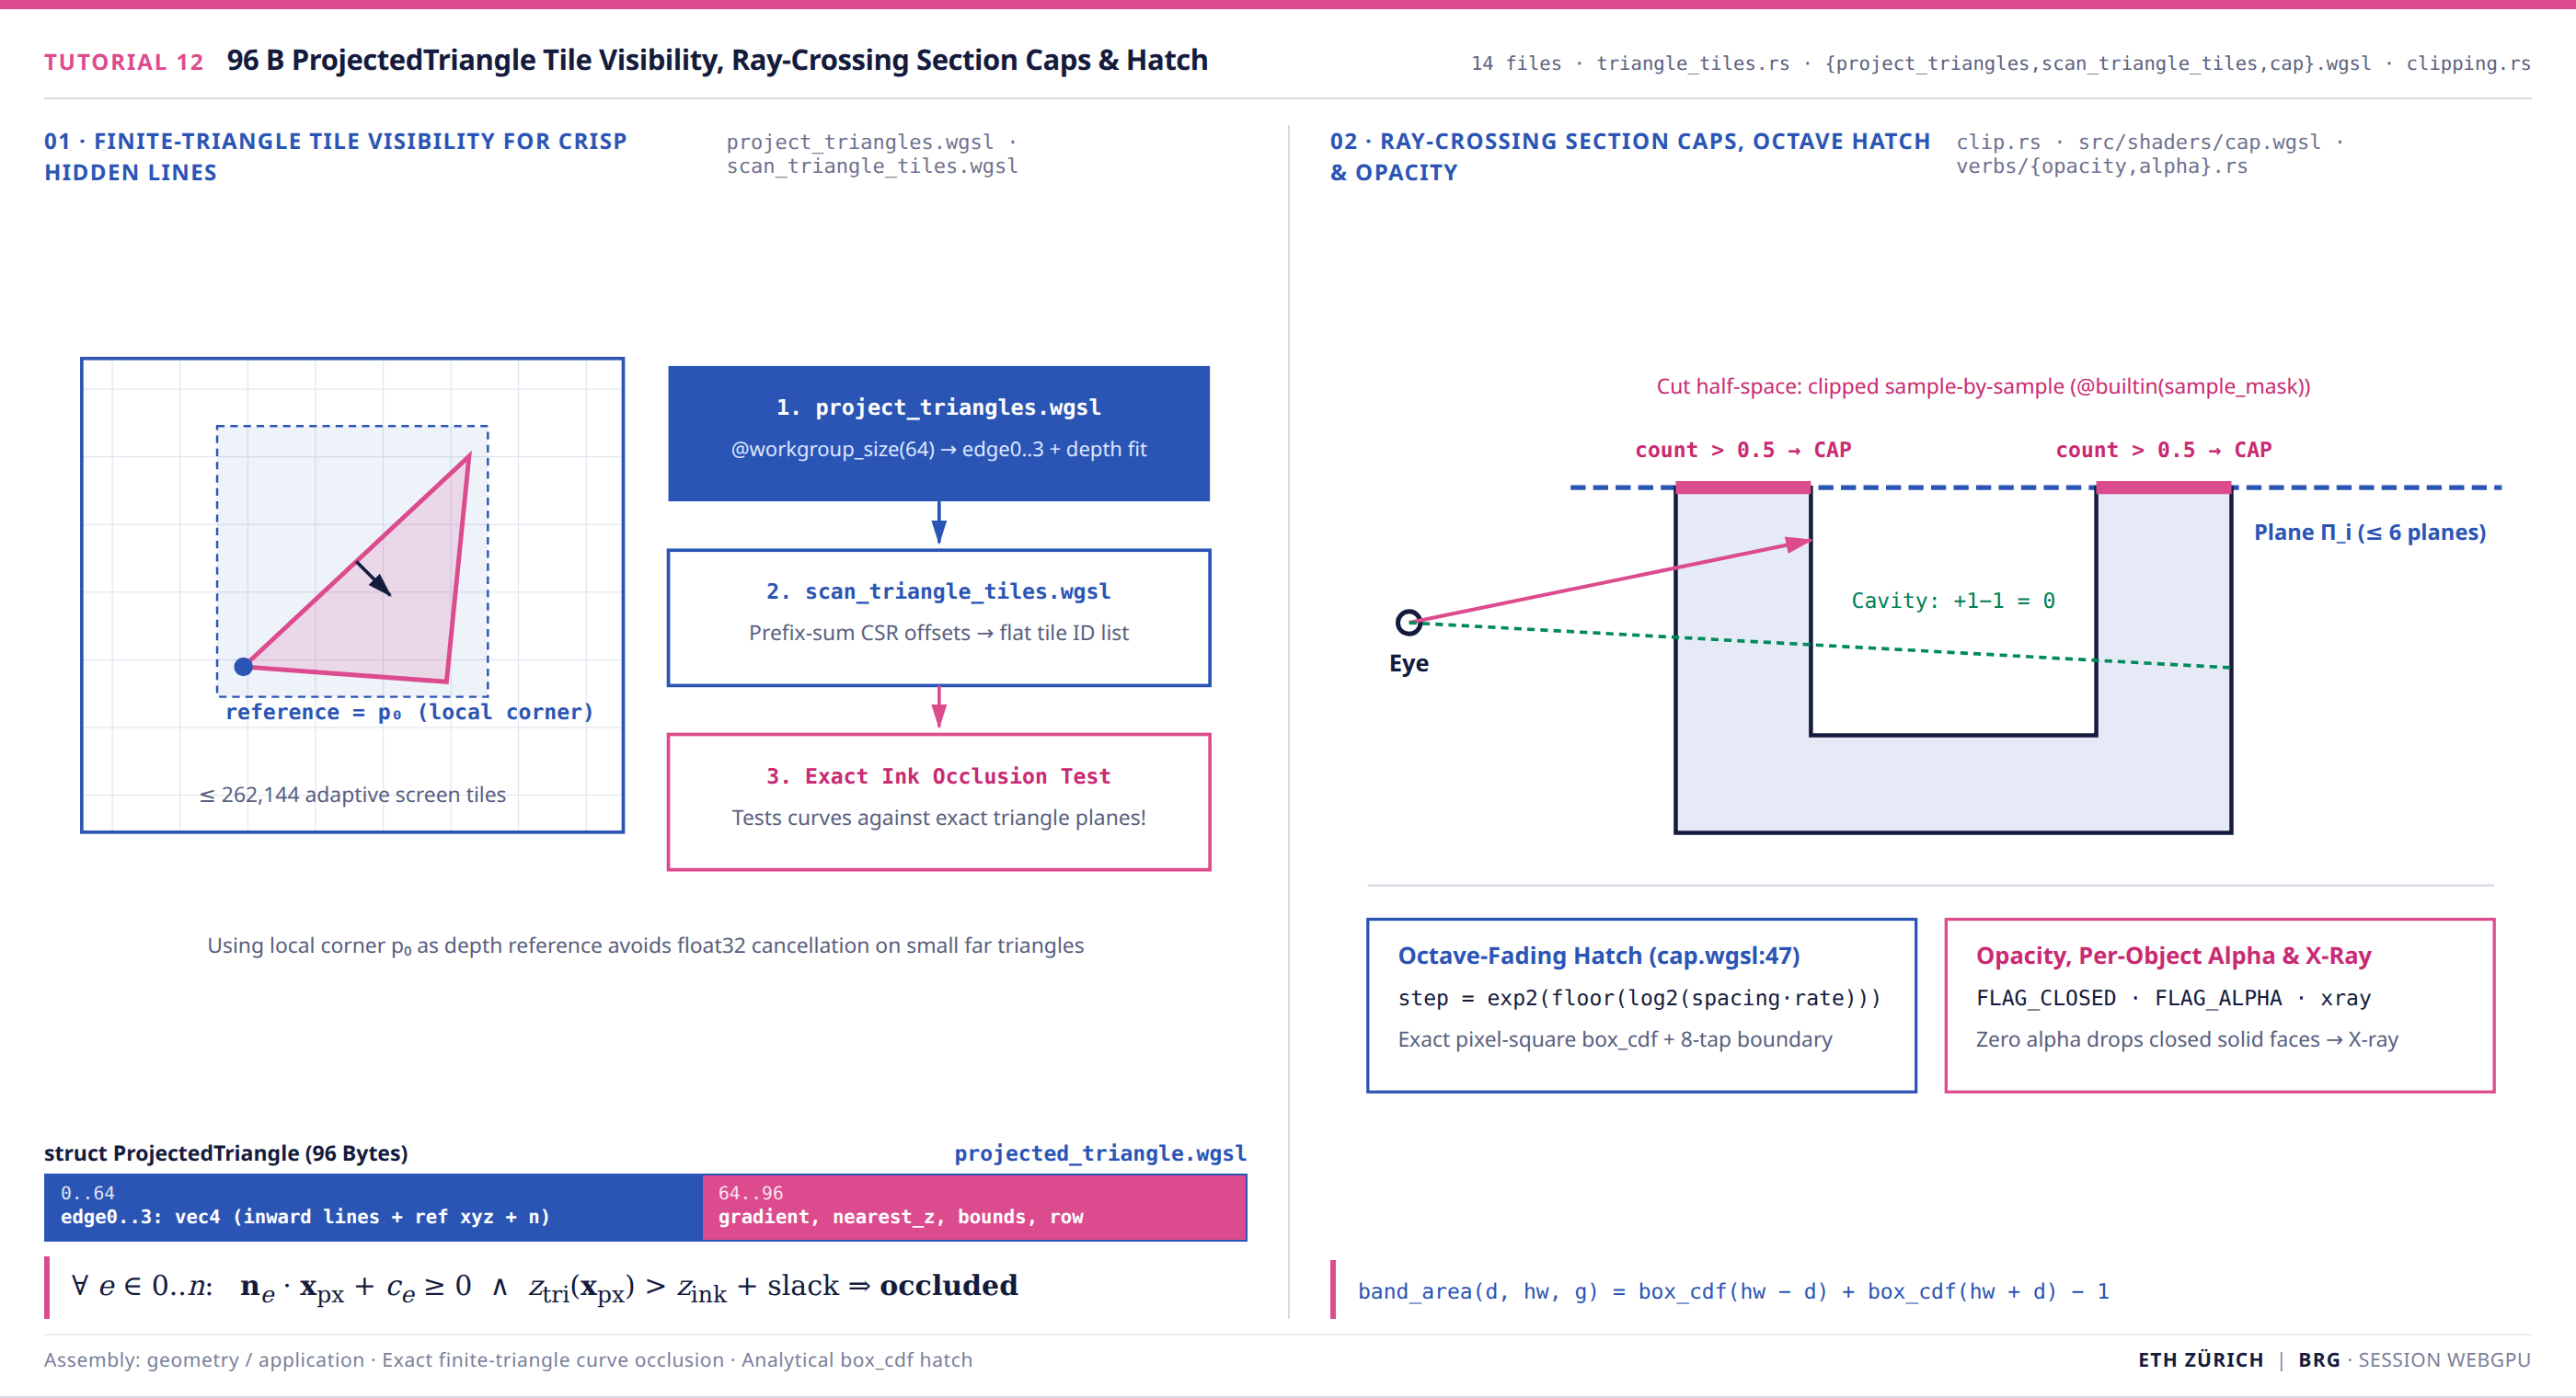 TUTORIAL 12 96 B ProjectedTriangle Tile Visibility, Ray-Crossing Section Caps & Hatch
14 files · triangle_tiles.rs · {project_triangles,scan_triangle_tiles,cap}.wgsl · clipping.rs
01 · FINITE-TRIANGLE TILE VISIBILITY FOR CRISP
HIDDEN LINES
project_triangles.wgsl ·
scan_triangle_tiles.wgsl
reference = p₀ (local corner)
≤ 262,144 adaptive screen tiles
1. project_triangles.wgsl
@workgroup_size(64) → edge0..3 + depth fit
2. scan_triangle_tiles.wgsl
Prefix-sum CSR offsets → flat tile ID list
3. Exact Ink Occlusion Test
Tests curves against exact triangle planes!
Using local corner p₀ as depth reference avoids float32 cancellation on small far triangles
struct ProjectedTriangle (96 Bytes)
projected_triangle.wgsl
0..64
edge0..3: vec4 (inward lines + ref xyz + n)
64..96
gradient, nearest_z, bounds, row
∀ e ∈ 0..n: n_e · x_px + c_e ≥ 0 ∧ z_tri(x_px) > z_ink + slack ⇒ occluded
02 · RAY-CROSSING SECTION CAPS, OCTAVE HATCH
& OPACITY
clip.rs · src/shaders/cap.wgsl ·
verbs/{opacity,alpha}.rs
Cut half-space: clipped sample-by-sample (@builtin(sample_mask))
count > 0.5 → CAP
count > 0.5 → CAP
Plane Π_i (≤ 6 planes)
Cavity: +1−1 = 0
Eye
Octave-Fading Hatch (cap.wgsl:47)
step = exp2(floor(log2(spacing·rate)))
Exact pixel-square box_cdf + 8-tap boundary
Opacity, Per-Object Alpha & X-Ray
FLAG_CLOSED · FLAG_ALPHA · xray
Zero alpha drops closed solid faces → X-ray
band_area(d, hw, g) = box_cdf(hw − d) + box_cdf(hw + d) − 1
Assembly: geometry / application · Exact finite-triangle curve occlusion · Analytical box_cdf hatch
ETH ZÜRICH | BRG · SESSION WEBGPU